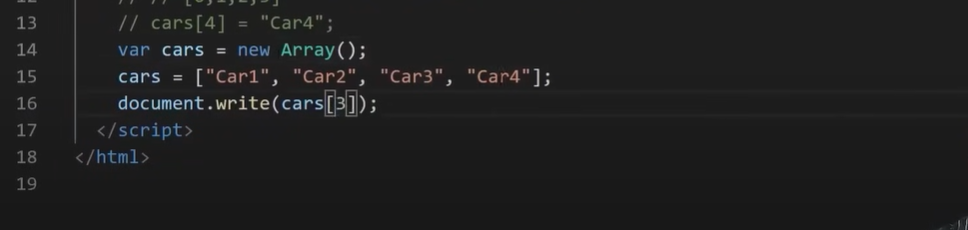 13 // cars[4] = "Car4";
14 var cars = new Array();
15 cars = ["Car1", "Car2", "Car3", "Car4"];
16 document.write(cars[3]);
17 </script>
18 </html>
19